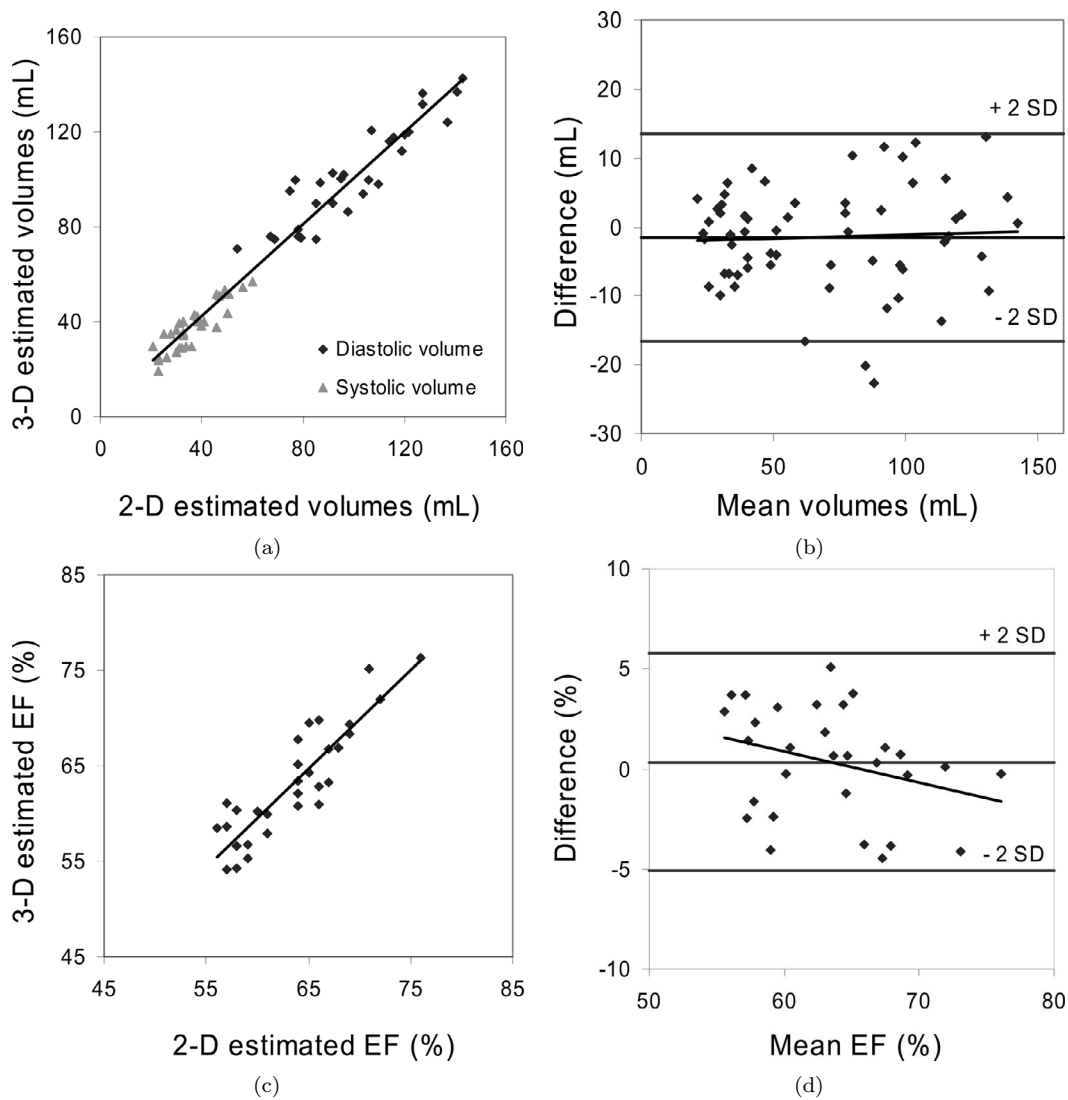 3-D estimated volumes (mL)
160
120
80
40
0
Diastolic volume
Systolic volume
0 40 80 120 160
2-D estimated volumes (mL)
(a)
Difference (mL)
30
20
10
0
-10
-20
-30
+ 2 SD
- 2 SD
0 50 100 150
Mean volumes (mL)
(b)
3-D estimated EF (%)
85
75
65
55
45
45 55 65 75 85
2-D estimated EF (%)
(c)
Difference (%)
10
5
0
-5
-10
+ 2 SD
- 2 SD
50 60 70 80
Mean EF (%)
(d)